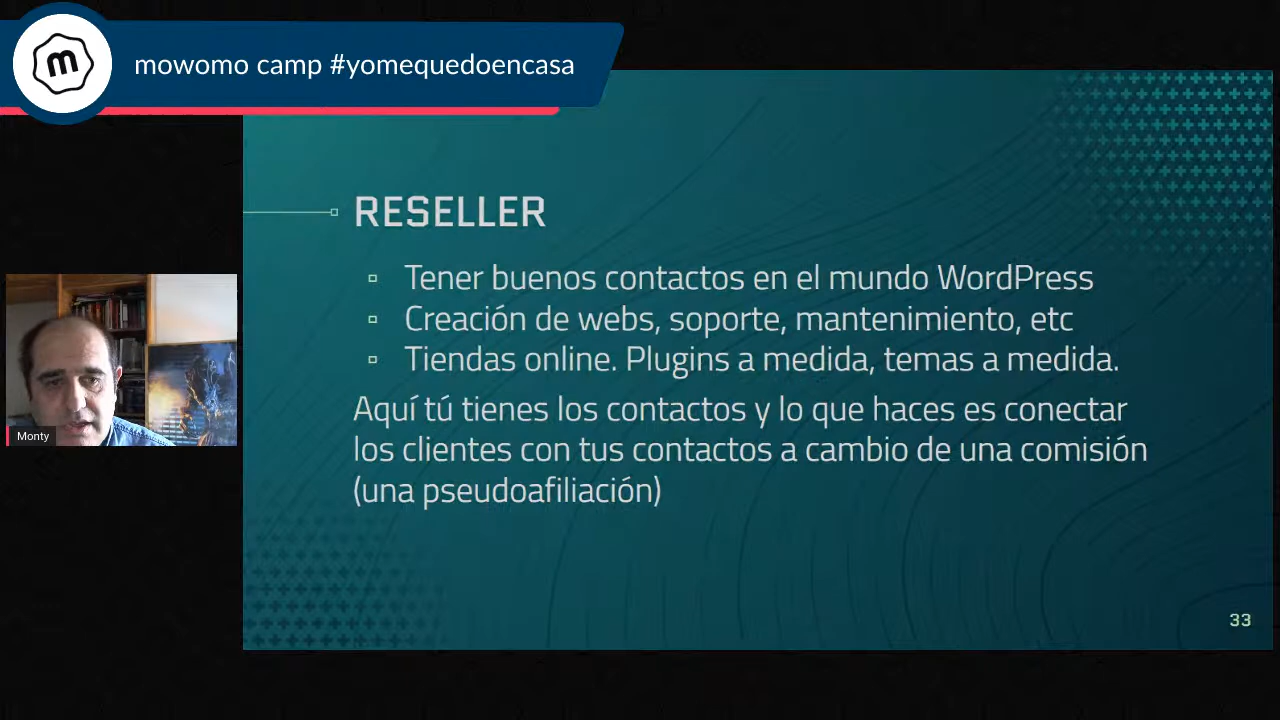 m
mowomo camp #yomequedoencasa
RESELLER
▫ Tener buenos contactos en el mundo WordPress
▫ Creación de webs, soporte, mantenimiento, etc
▫ Tiendas online. Plugins a medida, temas a medida.
Aquí tú tienes los contactos y lo que haces es conectar
los clientes con tus contactos a cambio de una comisión
(una pseudoafiliación)
Monty
33